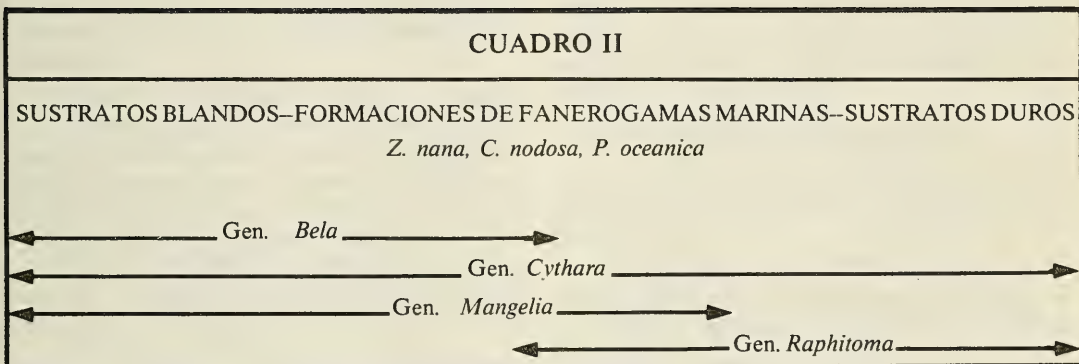 CUADRO II
SUSTRATOS BLANDOS–FORMACIONES DE FANEROGAMAS MARINAS–SUSTRATOS DUROS
Z. nana, C. nodosa, P. oceanica
Gen. Bela
Gen. Cythara
Gen. Mangelia
Gen. Raphitoma